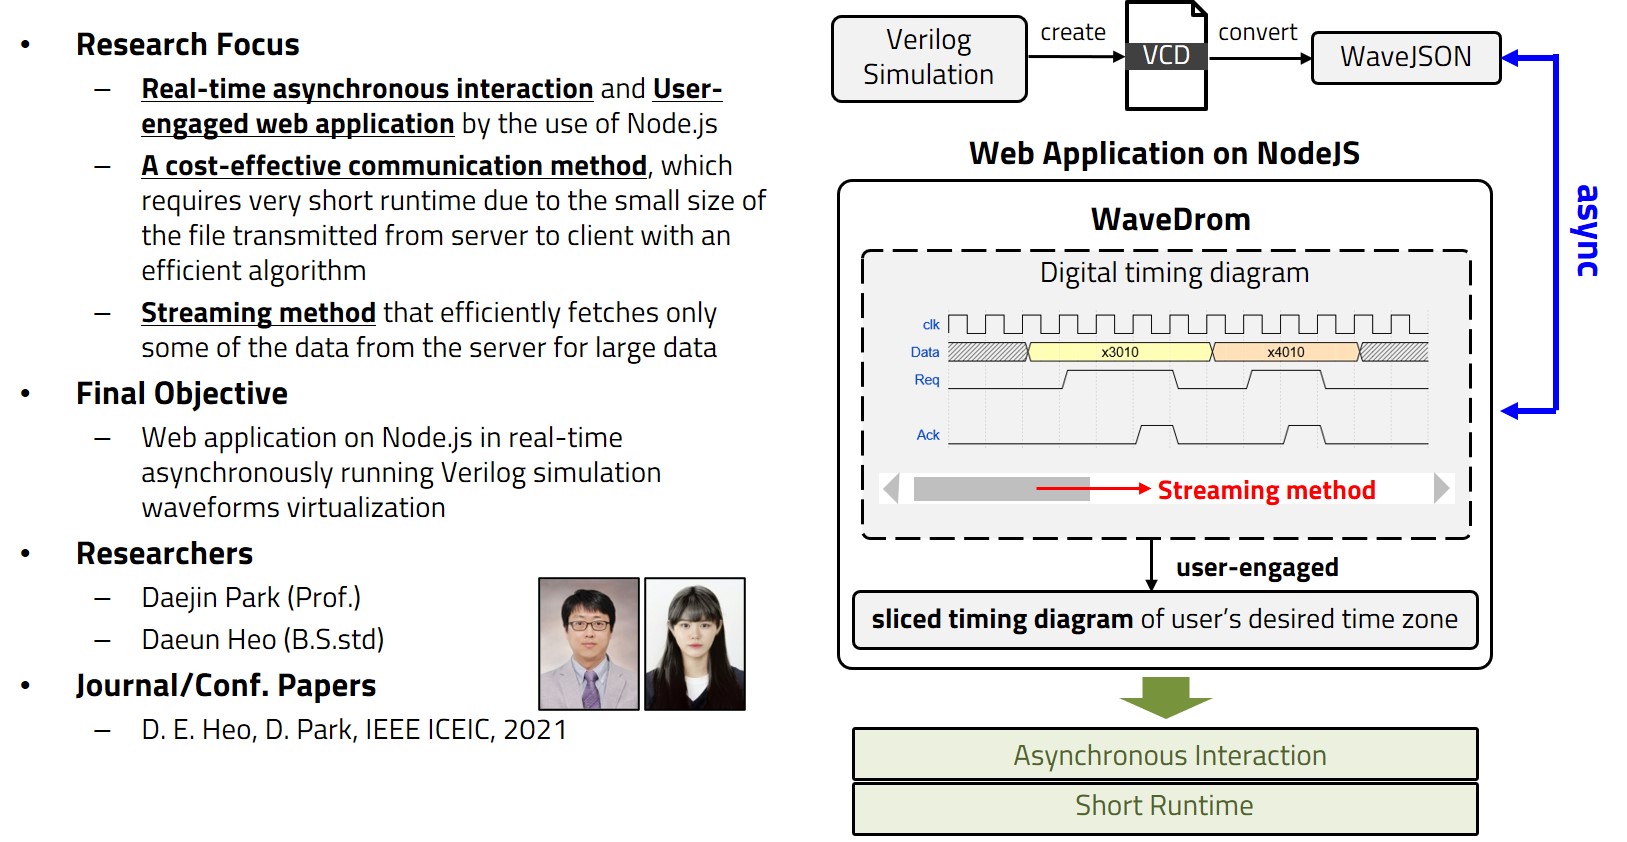 • Research Focus
– Real-time asynchronous interaction and User-
engaged web application by the use of Node.js
– A cost-effective communication method, which
requires very short runtime due to the small size of
the file transmitted from server to client with an
efficient algorithm
– Streaming method that efficiently fetches only
some of the data from the server for large data
• Final Objective
– Web application on Node.js in real-time
asynchronously running Verilog simulation
waveforms virtualization
• Researchers
– Daejin Park (Prof.)
– Daeun Heo (B.S.std)
• Journal/Conf. Papers
– D. E. Heo, D. Park, IEEE ICEIC, 2021
Verilog
Simulation
create
VCD
convert
WaveJSON
async
Web Application on NodeJS
WaveDrom
Digital timing diagram
clk
Data
x3010
x4010
Req
Ack
Streaming method
user-engaged
sliced timing diagram of user's desired time zone
Asynchronous Interaction
Short Runtime